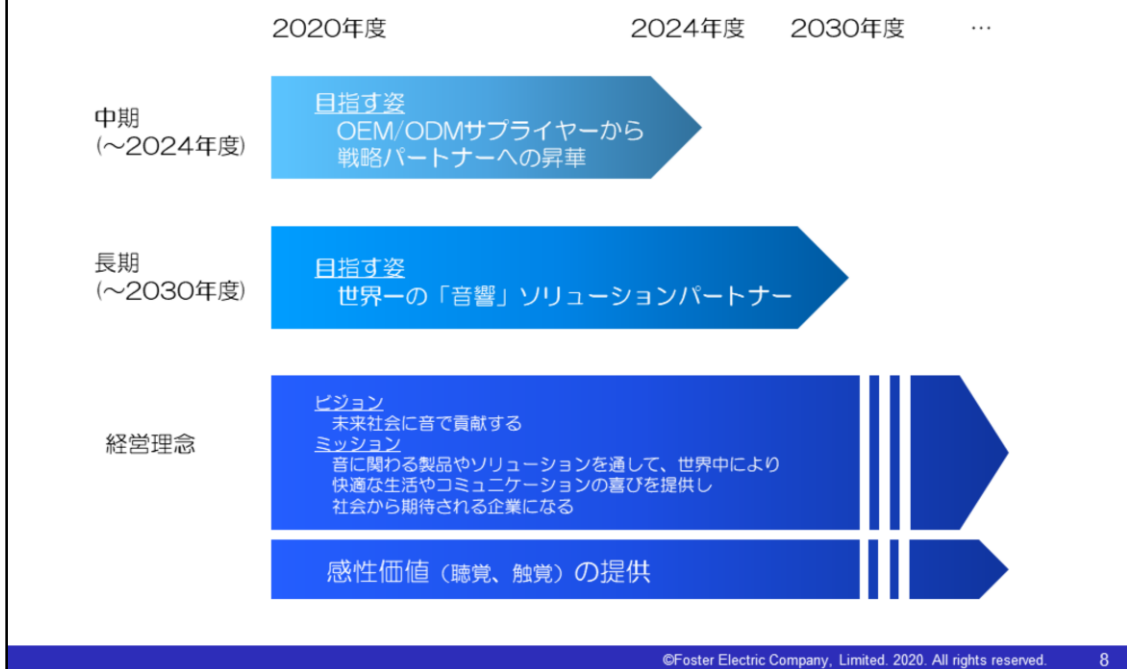 2020年度 2024年度 2030年度 …
中期
(～2024年度)
目指す姿
OEM/ODMサプライヤーから
戦略パートナーへの昇華
長期
(～2030年度)
目指す姿
世界一の「音響」ソリューションパートナー
経営理念
ビジョン
未来社会に音で貢献する
ミッション
音に関わる製品やソリューションを通して、世界中により
快適な生活やコミュニケーションの喜びを提供し
社会から期待される企業になる
感性価値（聴覚、触覚）の提供
©Foster Electric Company, Limited. 2020. All rights reserved. 8